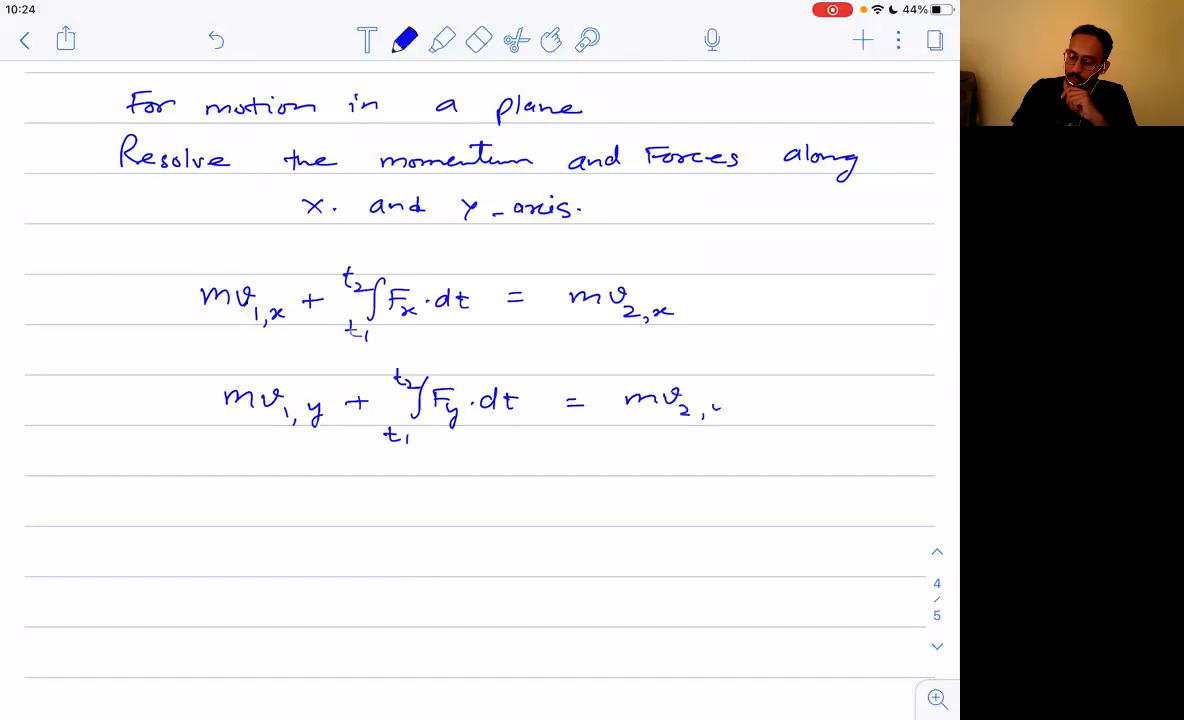 10:24
44%
T
For motion in a plane
Resolve the momentum and Forces along
x. and y-axis.
mv₁,ₓ + ∫ₜ₁ᵗ² Fₓ·dt = mv₂,ₓ
mv₁,y + ∫ₜ₁ᵗ² Fy·dt = mv₂,
4
/
5